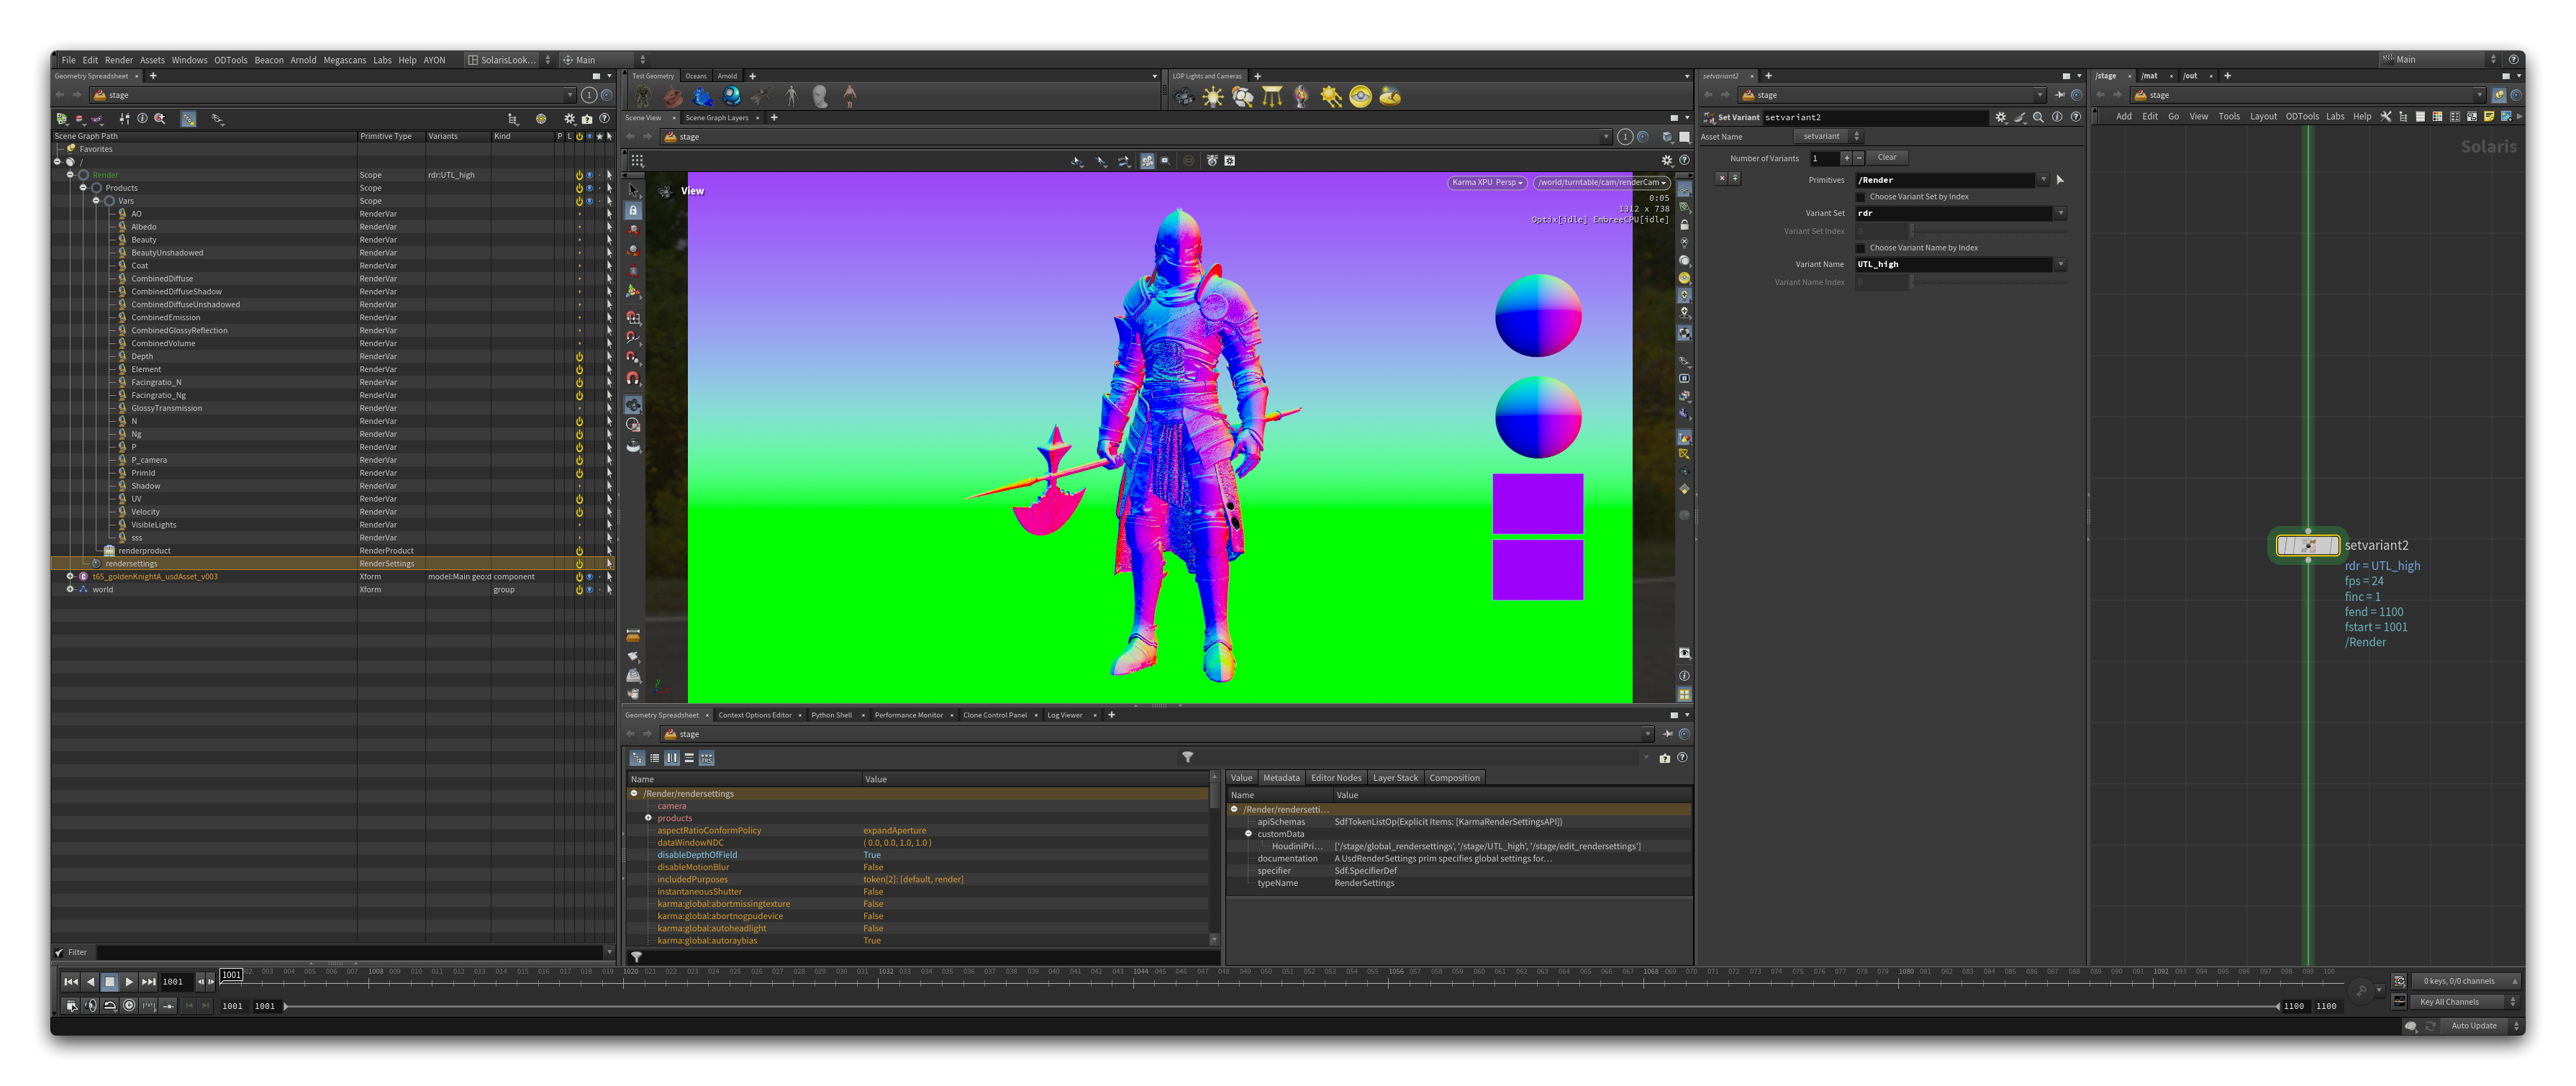 File Edit Render Assets Windows ODTools Beacon Arnold Megascans Labs Help AYON SolarisLook... Main Main
Geometry Spreadsheet
stage 1
Scene Graph Path Primitive Type Variants Kind P L
Favorites
/
Render Scope rdr:UTL_high
Products Scope
Vars Scope
AO RenderVar
Albedo RenderVar
Beauty RenderVar
BeautyUnshadowed RenderVar
Coat RenderVar
CombinedDiffuse RenderVar
CombinedDiffuseShadow RenderVar
CombinedDiffuseUnshadowed RenderVar
CombinedEmission RenderVar
CombinedGlossyReflection RenderVar
CombinedVolume RenderVar
Depth RenderVar
Element RenderVar
Facingratio_N RenderVar
Facingratio_Ng RenderVar
GlossyTransmission RenderVar
N RenderVar
Ng RenderVar
P RenderVar
P_camera RenderVar
PrimId RenderVar
Shadow RenderVar
UV RenderVar
Velocity RenderVar
VisibleLights RenderVar
sss RenderVar
renderproduct RenderProduct
rendersettings RenderSettings
t65_goldenKnightA_usdAsset_v003 Xform model:Main geo:d component
world Xform group
Filter
Test Geometry Oceans Arnold
LOP Lights and Cameras
Scene View Scene Graph Layers
stage 1
View
Karma XPU Persp /world/turntable/cam/renderCam
0:05
1312 x 738
Optix[idle] EmbreeCPU[idle]
Geometry Spreadsheet Context Options Editor Python Shell Performance Monitor Clone Control Panel Log Viewer
stage
Name Value
/Render/rendersettings
camera
products
aspectRatioConformPolicy expandAperture
dataWindowNDC ( 0.0, 0.0, 1.0, 1.0 )
disableDepthOfField True
disableMotionBlur False
includedPurposes token[2]: [default, render]
instantaneousShutter False
karma:global:abortmissingtexture False
karma:global:abortnogpudevice False
karma:global:autoheadlight False
karma:global:autoraybias True
Value Metadata Editor Nodes Layer Stack Composition
Name Value
/Render/rendersetti...
apiSchemas SdfTokenListOp(Explicit Items: [KarmaRenderSettingsAPI])
customData
HoudiniPri... ['/stage/global_rendersettings', '/stage/UTL_high', '/stage/edit_rendersettings']
documentation A UsdRenderSettings prim specifies global settings for...
specifier Sdf.SpecifierDef
typeName RenderSettings
setvariant2
stage
Set Variant setvariant2
Asset Name setvariant
Number of Variants 1 + − Clear
Primitives /Render
Choose Variant Set by Index
Variant Set rdr
Variant Set Index 0
Choose Variant Name by Index
Variant Name UTL_high
Variant Name Index 0
/stage /mat /out
stage
Add Edit Go View Tools Layout ODTools Labs Help
Solaris
setvariant2
rdr = UTL_high
fps = 24
finc = 1
fend = 1100
fstart = 1001
/Render
1001 1001 1008 1020 1032 1044 1056 1068 1080 1092
1001 1001 1100 1100
0 keys, 0/0 channels
Key All Channels
Auto Update